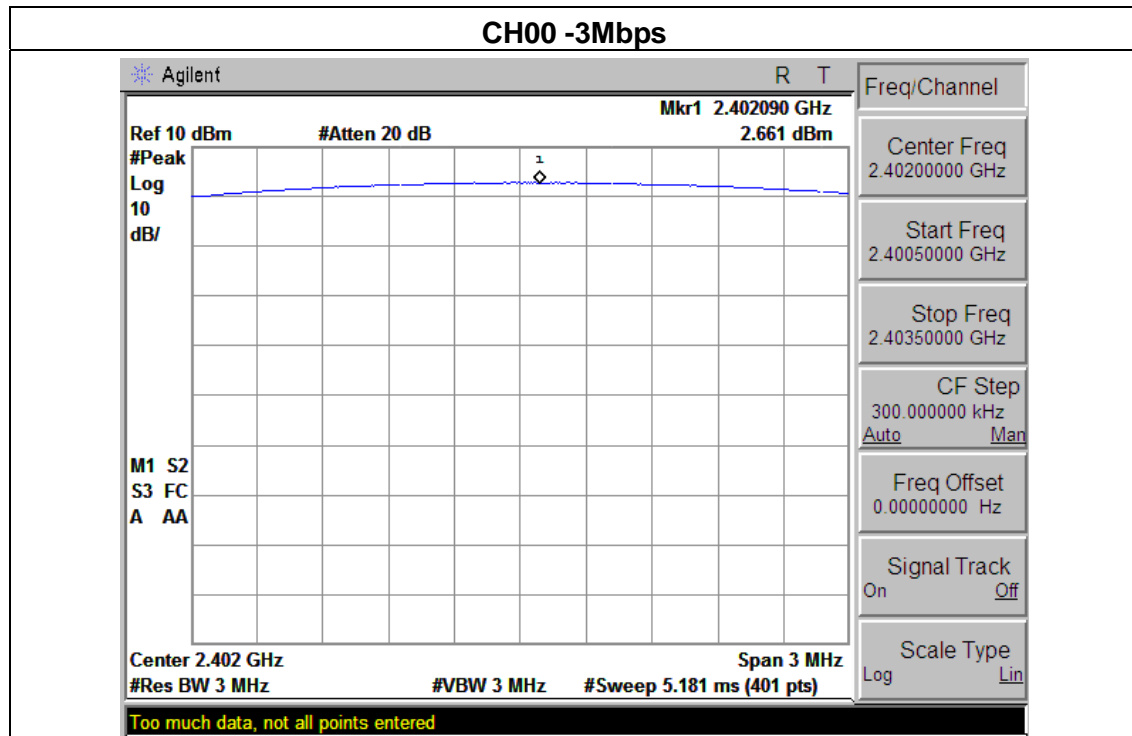 CH00 -3Mbps
Agilent R T
Mkr1 2.402090 GHz
Ref 10 dBm #Atten 20 dB 2.661 dBm
#Peak
Log
10
dB/
1
M1 S2
S3 FC
A AA
Center 2.402 GHz Span 3 MHz
#Res BW 3 MHz #VBW 3 MHz #Sweep 5.181 ms (401 pts)
Too much data, not all points entered
Freq/Channel
Center Freq
2.40200000 GHz
Start Freq
2.40050000 GHz
Stop Freq
2.40350000 GHz
CF Step
300.000000 kHz
Auto Man
Freq Offset
0.00000000 Hz
Signal Track
On Off
Scale Type
Log Lin